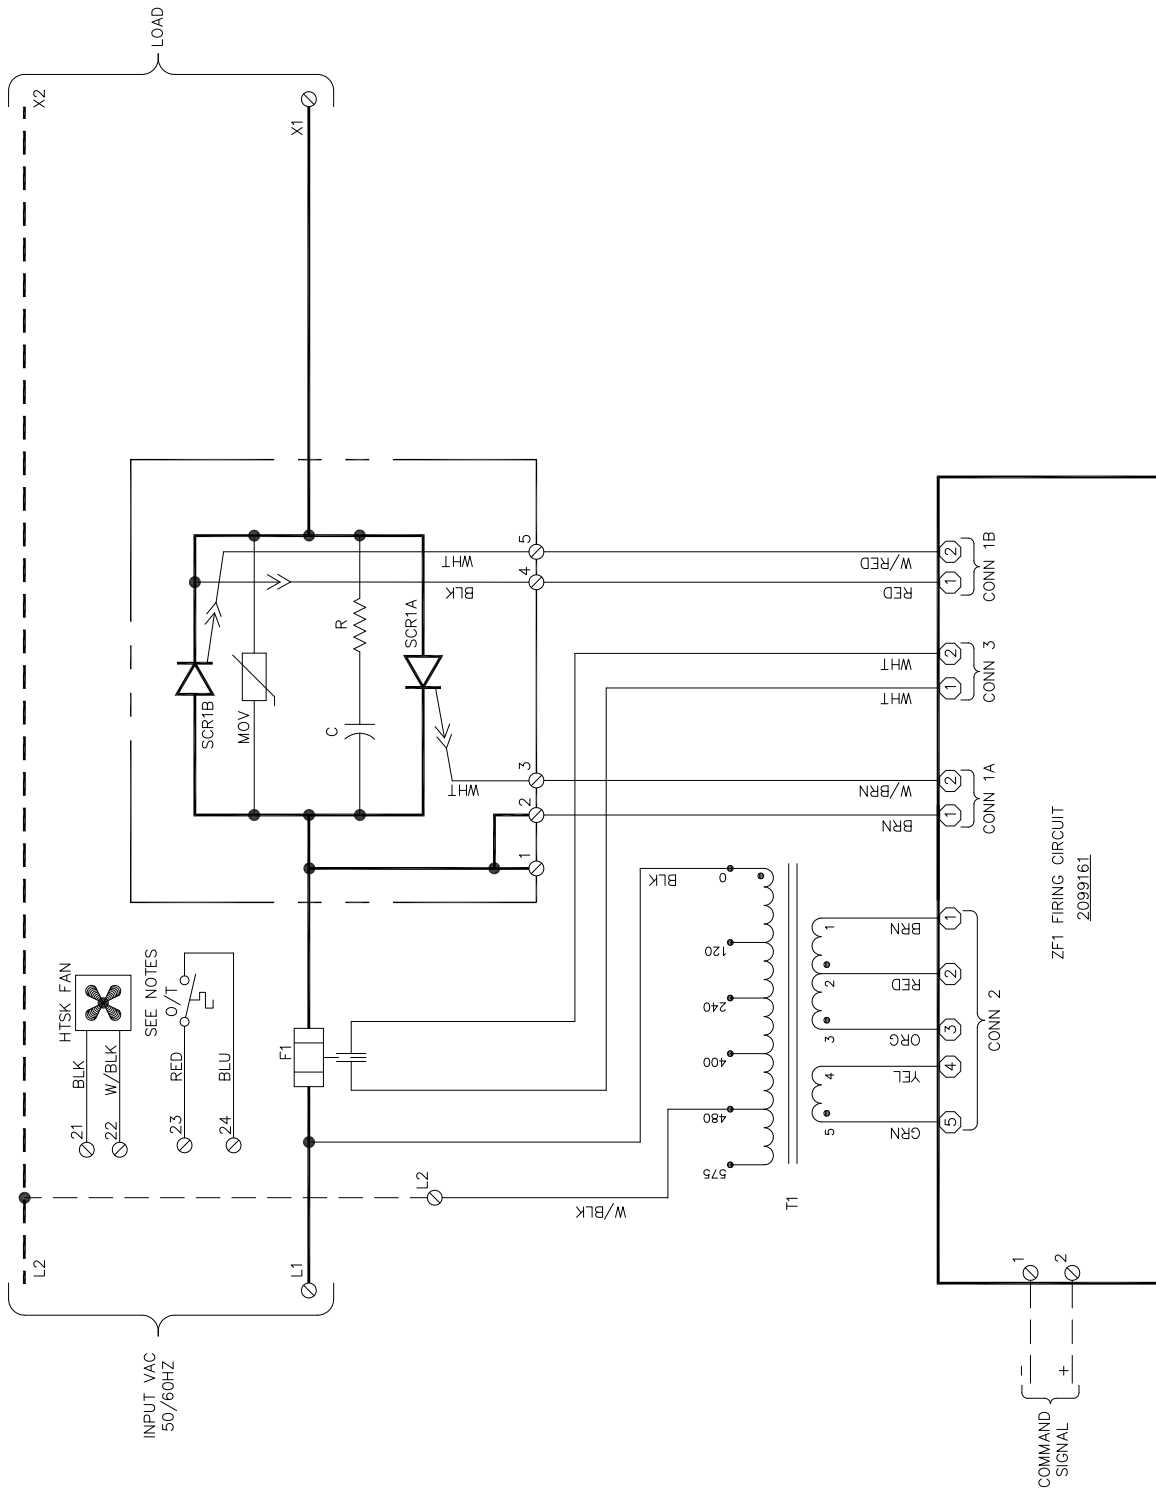 INPUT VAC
50/60HZ
L2
X2
LOAD
L1
X1
L2
HTSK FAN
21
BLK
22
W/BLK
SEE NOTES
O/T
23
RED
24
BLU
F1
SCR1B
MOV
R
C
SCR1A
WHT
BLK
WHT
1
2
3
4
5
W/BLK
BLK
575
480
400
240
120
0
T1
5
4
3
2
1
GRN
YEL
ORG
RED
BRN
5
4
3
2
1
CONN 2
BRN
W/BRN
1
2
CONN 1A
WHT
WHT
1
2
CONN 3
RED
W/RED
1
2
CONN 1B
ZF1 FIRING CIRCUIT
2099161
COMMAND
SIGNAL
-
+
1
2